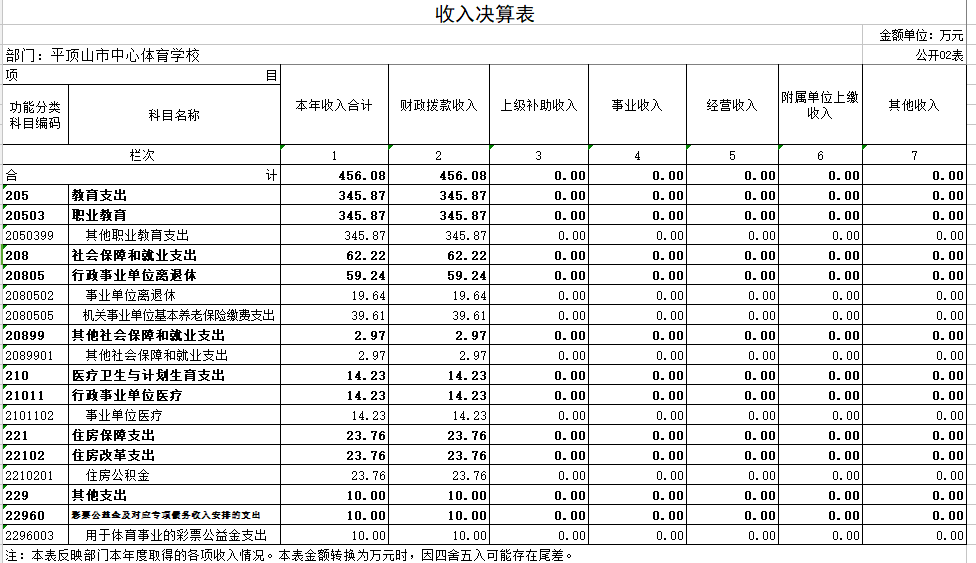 收入决算表
金额单位：万元
部门：平顶山市中心体育学校 公开02表
项 目 本年收入合计 财政拨款收入 上级补助收入 事业收入 经营收入 附属单位上缴收入 其他收入
功能分类科目编码 科目名称
栏次 1 2 3 4 5 6 7
合 计 456.08 456.08 0.00 0.00 0.00 0.00 0.00
205 教育支出 345.87 345.87 0.00 0.00 0.00 0.00 0.00
20503 职业教育 345.87 345.87 0.00 0.00 0.00 0.00 0.00
2050399 其他职业教育支出 345.87 345.87 0.00 0.00 0.00 0.00 0.00
208 社会保障和就业支出 62.22 62.22 0.00 0.00 0.00 0.00 0.00
20805 行政事业单位离退休 59.24 59.24 0.00 0.00 0.00 0.00 0.00
2080502 事业单位离退休 19.64 19.64 0.00 0.00 0.00 0.00 0.00
2080505 机关事业单位基本养老保险缴费支出 39.61 39.61 0.00 0.00 0.00 0.00 0.00
20899 其他社会保障和就业支出 2.97 2.97 0.00 0.00 0.00 0.00 0.00
2089901 其他社会保障和就业支出 2.97 2.97 0.00 0.00 0.00 0.00 0.00
210 医疗卫生与计划生育支出 14.23 14.23 0.00 0.00 0.00 0.00 0.00
21011 行政事业单位医疗 14.23 14.23 0.00 0.00 0.00 0.00 0.00
2101102 事业单位医疗 14.23 14.23 0.00 0.00 0.00 0.00 0.00
221 住房保障支出 23.76 23.76 0.00 0.00 0.00 0.00 0.00
22102 住房改革支出 23.76 23.76 0.00 0.00 0.00 0.00 0.00
2210201 住房公积金 23.76 23.76 0.00 0.00 0.00 0.00 0.00
229 其他支出 10.00 10.00 0.00 0.00 0.00 0.00 0.00
22960 彩票公益金及对应专项债务收入安排的支出 10.00 10.00 0.00 0.00 0.00 0.00 0.00
2296003 用于体育事业的彩票公益金支出 10.00 10.00 0.00 0.00 0.00 0.00 0.00
注：本表反映部门本年度取得的各项收入情况。本表金额转换为万元时，因四舍五入可能存在尾差。